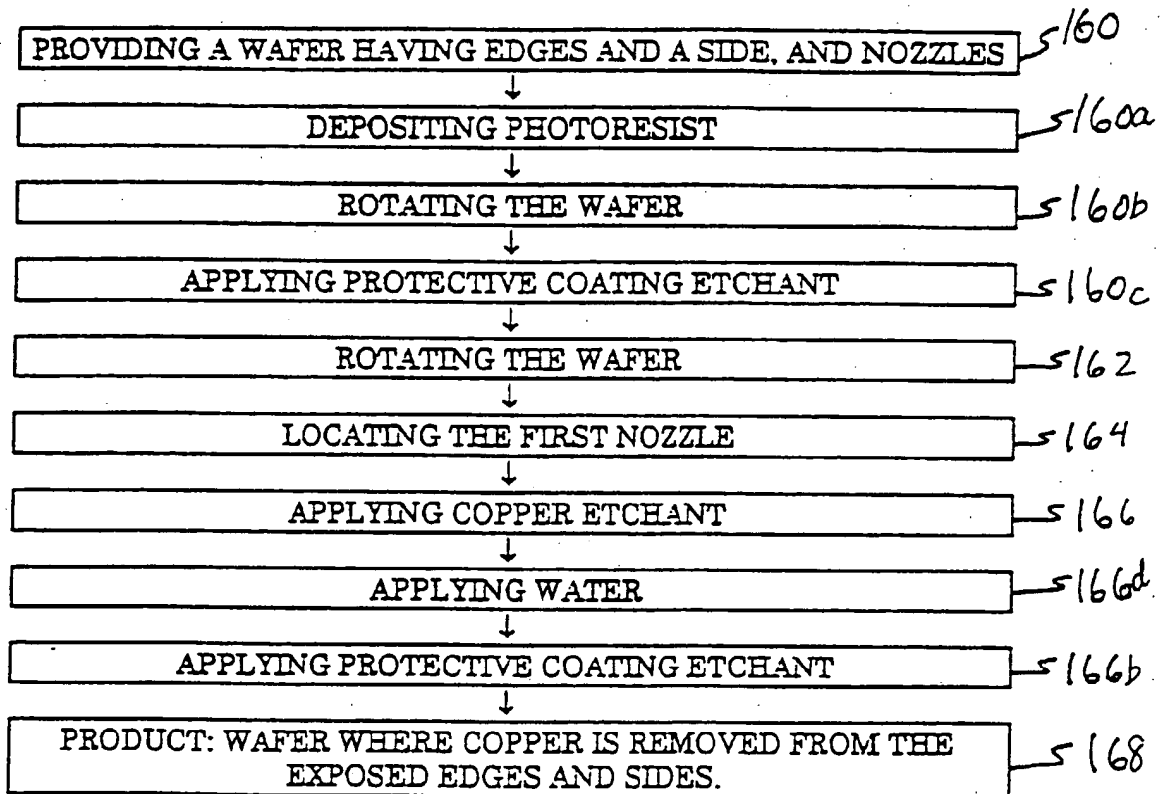 PROVIDING A WAFER HAVING EDGES AND A SIDE, AND NOZZLES 160
DEPOSITING PHOTORESIST 160a
ROTATING THE WAFER 160b
APPLYING PROTECTIVE COATING ETCHANT 160c
ROTATING THE WAFER 162
LOCATING THE FIRST NOZZLE 164
APPLYING COPPER ETCHANT 166
APPLYING WATER 166d
APPLYING PROTECTIVE COATING ETCHANT 166b
PRODUCT: WAFER WHERE COPPER IS REMOVED FROM THE
EXPOSED EDGES AND SIDES. 168